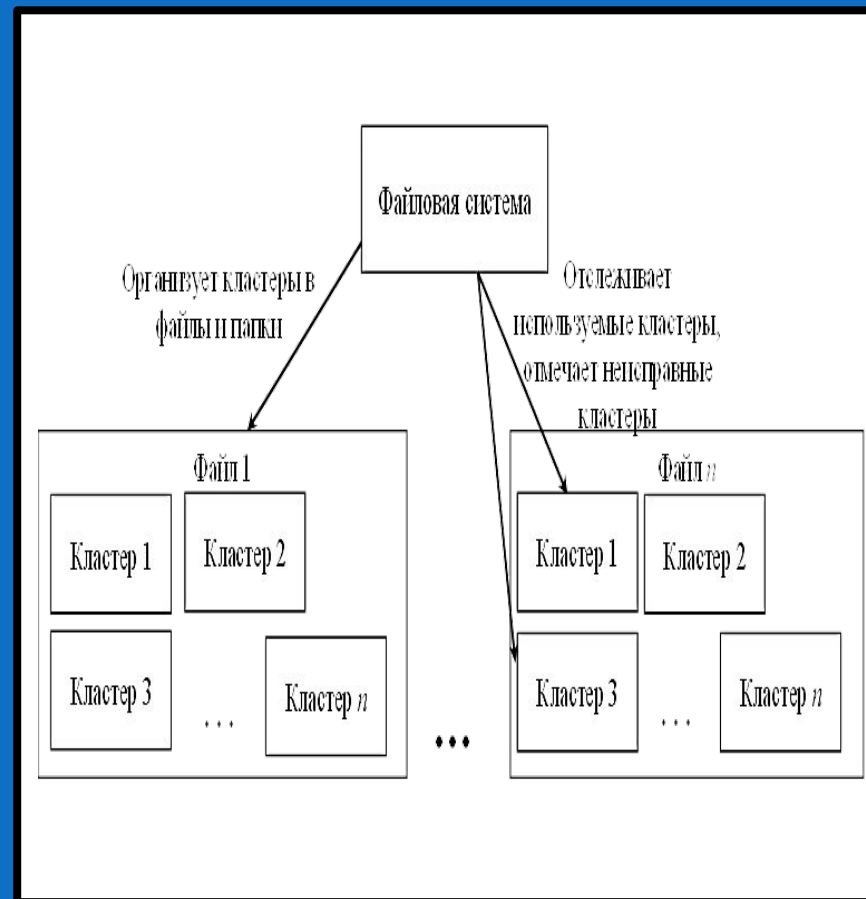 Файловая система
Организует кластеры в
файлы и папки
Отслеживает
используемые кластеры,
отмечает неисправные
кластеры
Файл 1
Кластер 1
Кластер 2
Кластер 3
...
Кластер n
...
Файл n
Кластер 1
Кластер 2
Кластер 3
...
Кластер n